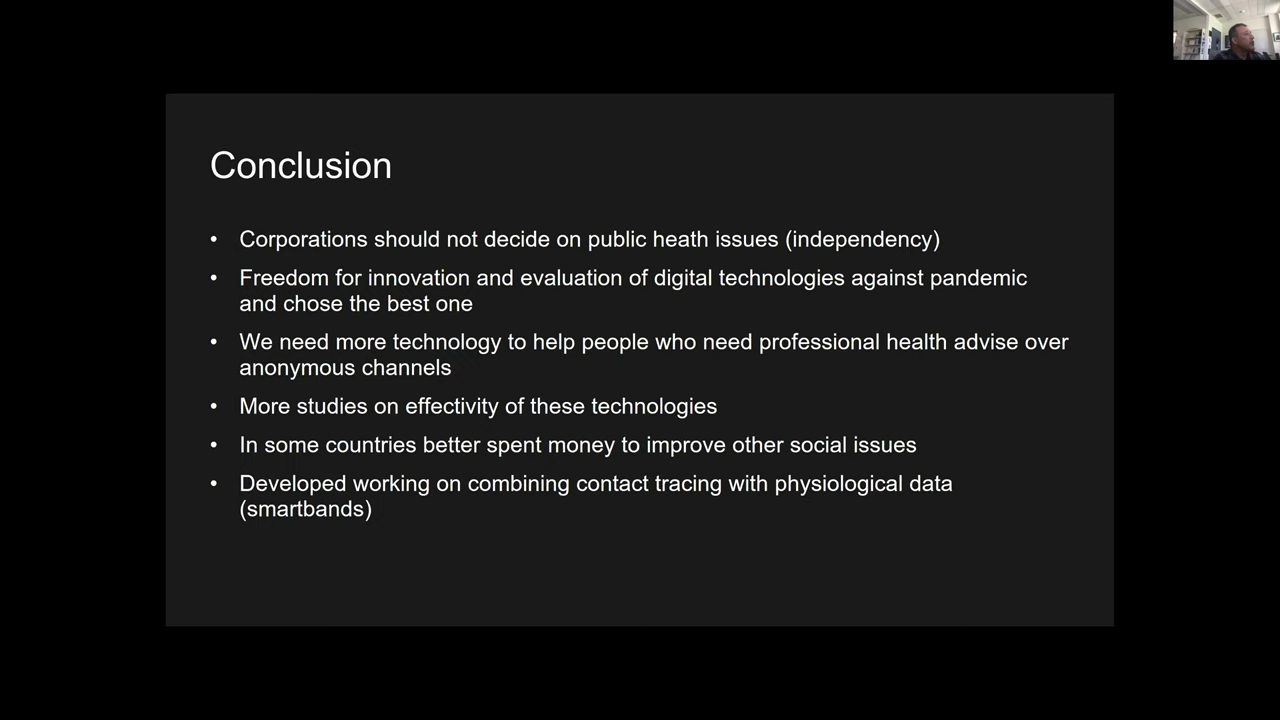 Conclusion
• Corporations should not decide on public heath issues (independency)
• Freedom for innovation and evaluation of digital technologies against pandemic
and chose the best one
• We need more technology to help people who need professional health advise over
anonymous channels
• More studies on effectivity of these technologies
• In some countries better spent money to improve other social issues
• Developed working on combining contact tracing with physiological data
(smartbands)